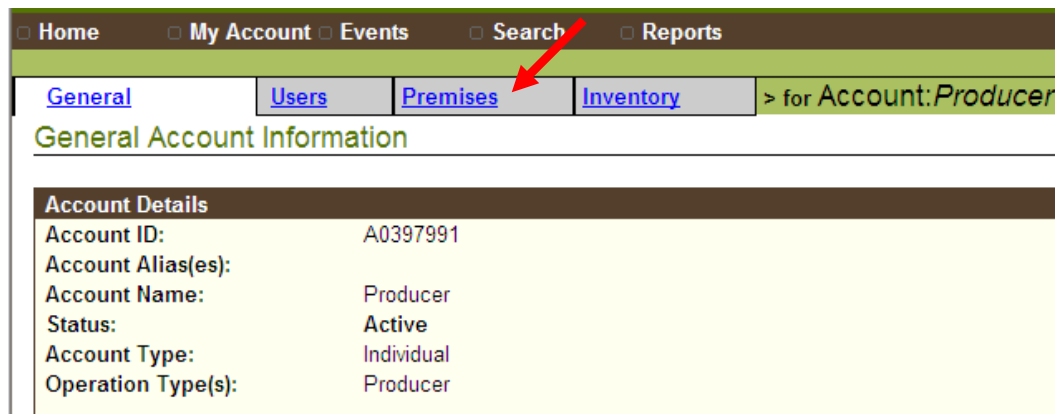 Home My Account Events Search Reports
General Users Premises Inventory > for Account:Producer
General Account Information
Account Details
Account ID: A0397991
Account Alias(es):
Account Name: Producer
Status: Active
Account Type: Individual
Operation Type(s): Producer